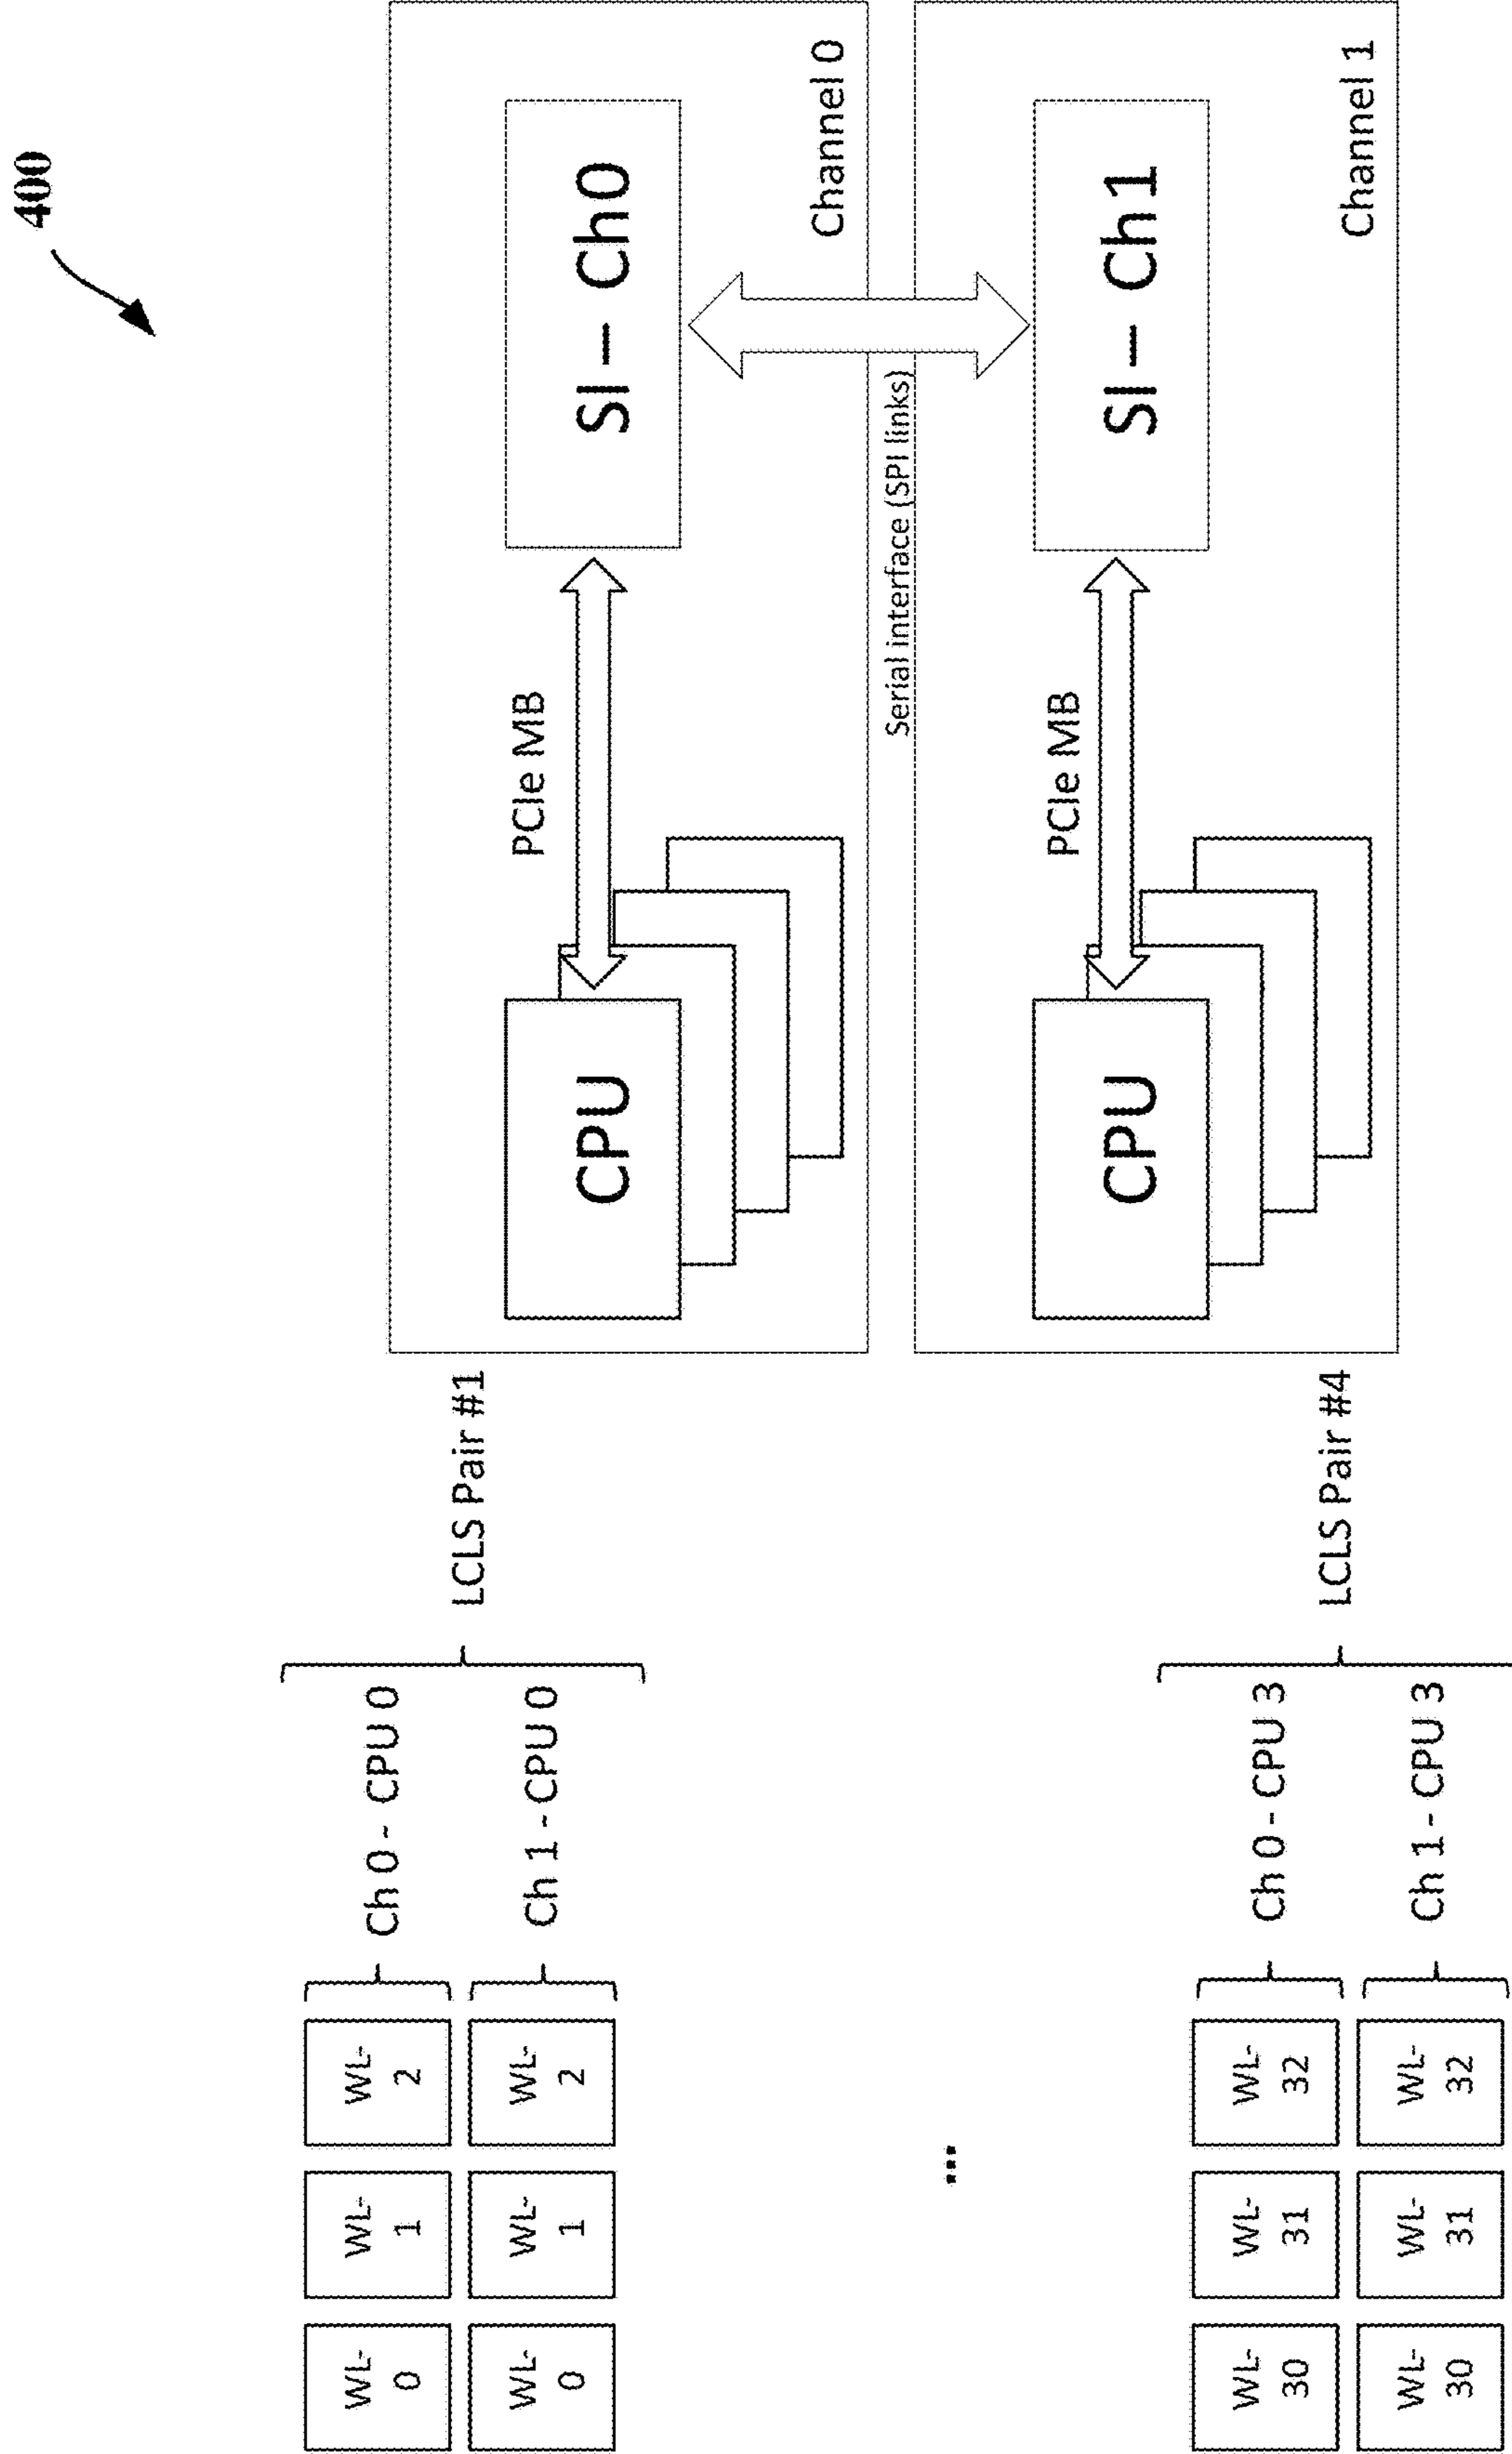 400
WL-
0
WL-
1
WL-
2
Ch 0 - CPU 0
WL-
0
WL-
1
WL-
2
Ch 1 - CPU 0
LCLS Pair #1
...
WL-
30
WL-
31
WL-
32
Ch 0 - CPU 3
WL-
30
WL-
31
WL-
32
Ch 1 - CPU 3
LCLS Pair #4
CPU
PCIe MB
SI – Ch0
Channel 0
Serial interface (SPI links)
CPU
PCIe MB
SI – Ch1
Channel 1